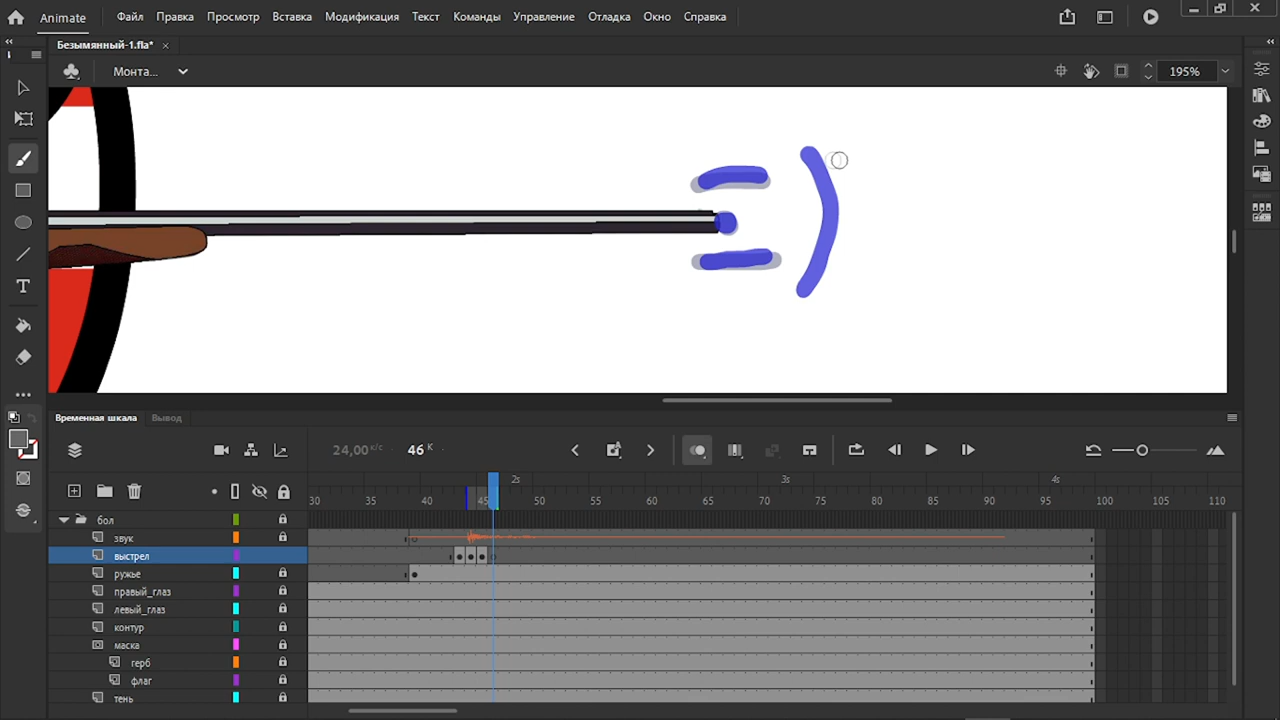 Animate Файл Правка Просмотр Вставка Модификация Текст Команды Управление Отладка Окно Справка
Безымянный-1.fla*
Монта... 195%
Временная шкала Вывод
24,00 к/с 46 К
2s 3s 4s
30 35 40 45 50 55 60 65 70 75 80 85 90 95 100 105 110
бол
звук
выстрел
ружье
правый_глаз
левый_глаз
контур
маска
герб
флаг
тень